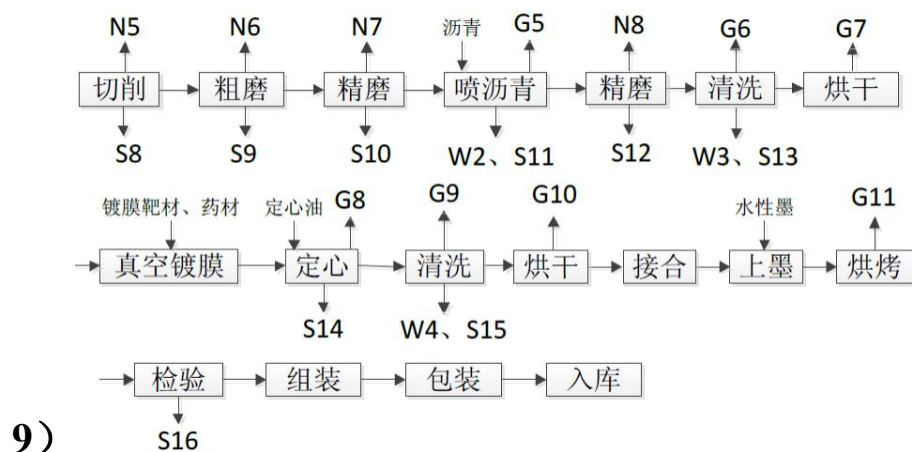 N5 N6 N7 沥青 G5 N8 G6 G7
切削 粗磨 精磨 喷沥青 精磨 清洗 烘干
S8 S9 S10 W2、S11 S12 W3、S13
镀膜靶材、药材 定心油 G8 G9 G10 水性墨 G11
真空镀膜 定心 清洗 烘干 接合 上墨 烘烤
S14 W4、S15
检验 组装 包装 入库
S16
9）